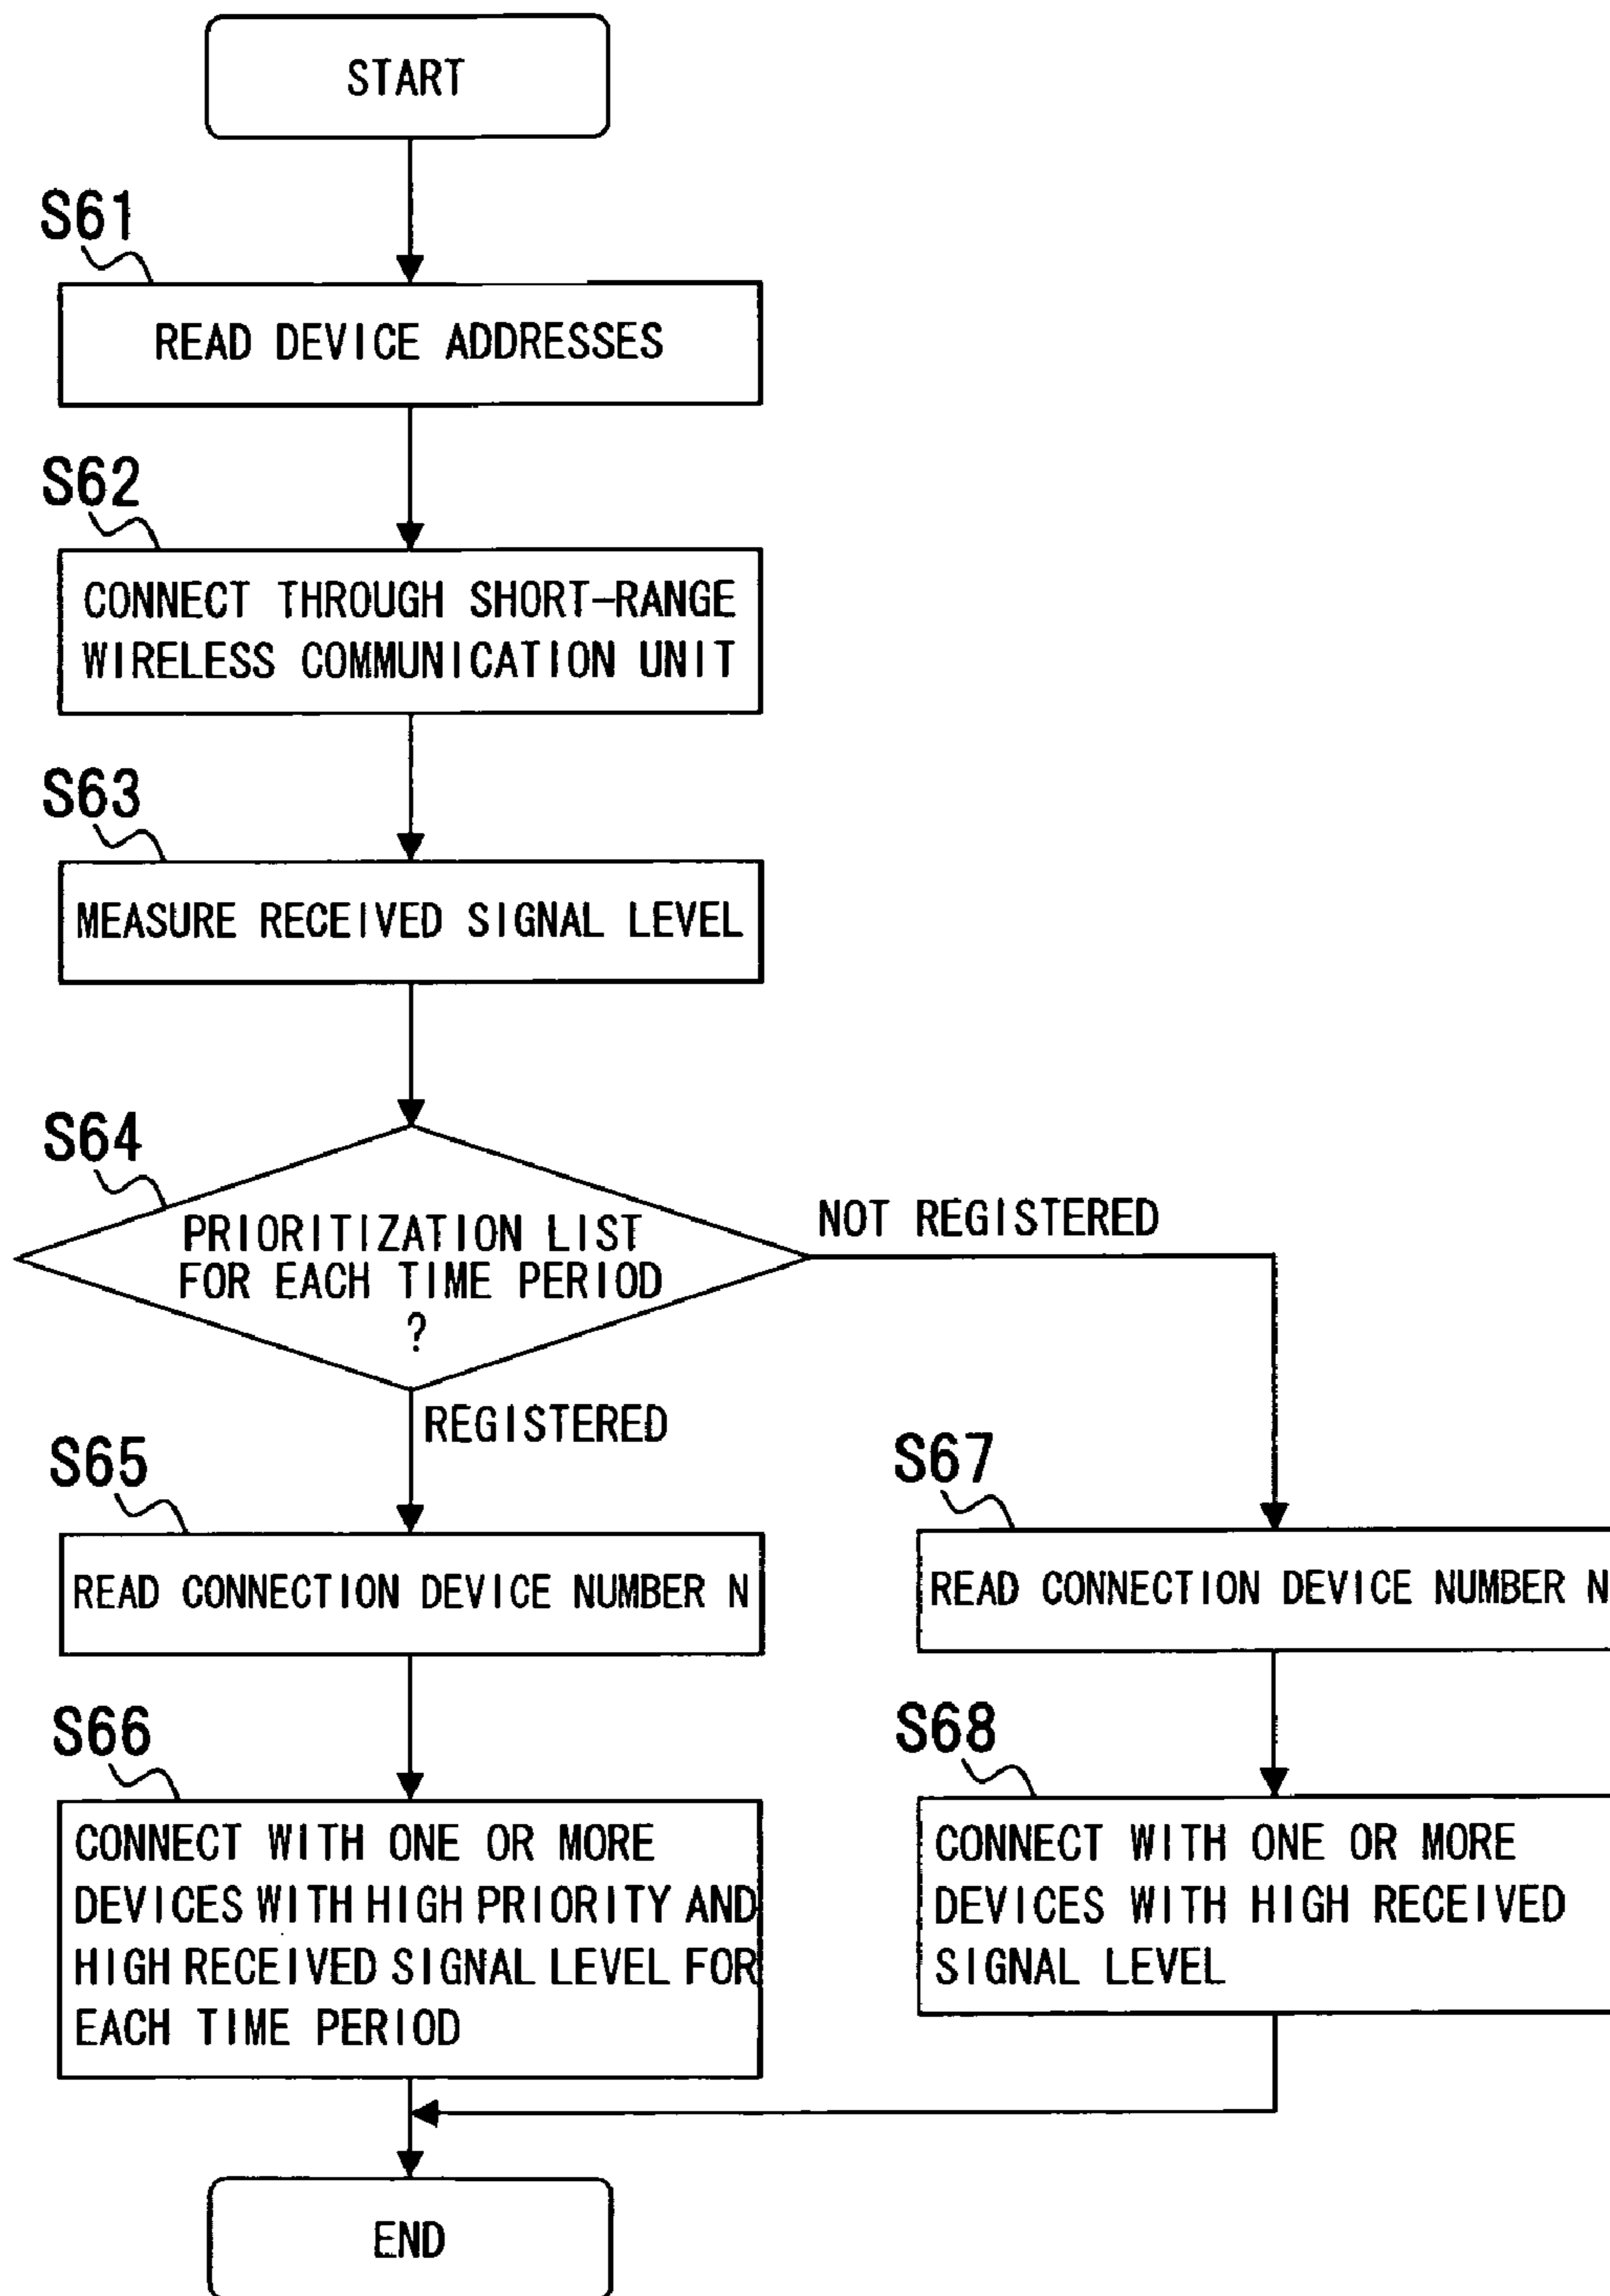 START
S61
READ DEVICE ADDRESSES
S62
CONNECT THROUGH SHORT-RANGE
WIRELESS COMMUNICATION UNIT
S63
MEASURE RECEIVED SIGNAL LEVEL
S64
PRIORITIZATION LIST
FOR EACH TIME PERIOD
?
NOT REGISTERED
REGISTERED
S65
READ CONNECTION DEVICE NUMBER N
S66
CONNECT WITH ONE OR MORE
DEVICES WITH HIGH PRIORITY AND
HIGH RECEIVED SIGNAL LEVEL FOR
EACH TIME PERIOD
S67
READ CONNECTION DEVICE NUMBER N
S68
CONNECT WITH ONE OR MORE
DEVICES WITH HIGH RECEIVED
SIGNAL LEVEL
END